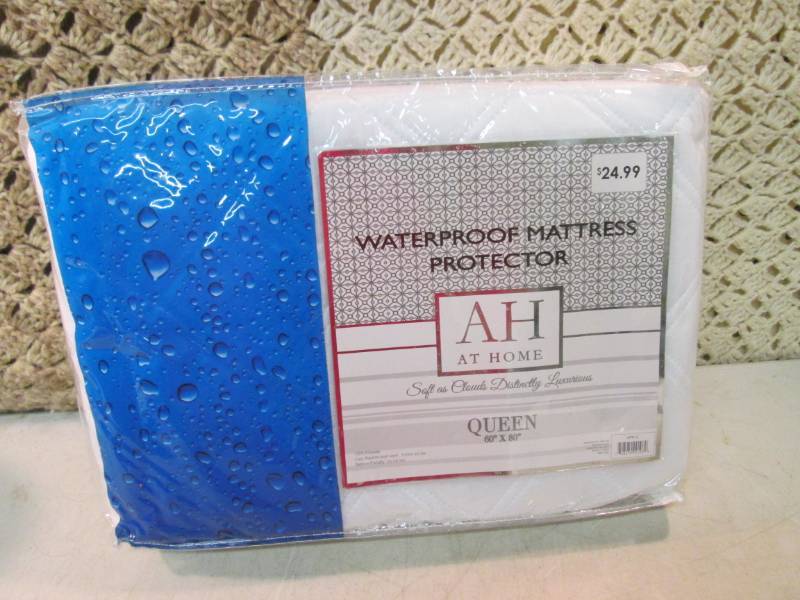 $24.99
WATERPROOF MATTRESS
PROTECTOR
AH
AT HOME
Soft as Clouds Distinctly Luxurious
QUEEN
60" X 80"